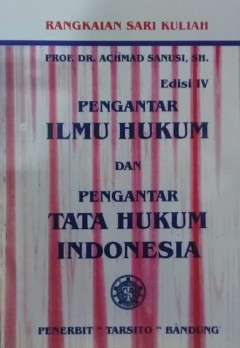 RANGKAIAN SARI KULIAH
PROF. DR. ACHMAD SANUSI, SH.
Edisi IV
PENGANTAR
ILMU HUKUM
DAN
PENGANTAR
TATA HUKUM
INDONESIA
PENERBIT "TARSITO" BANDUNG